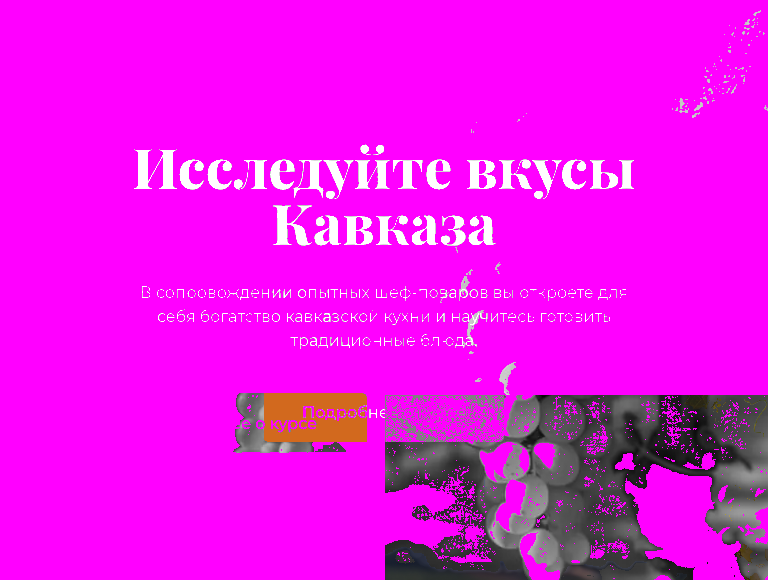 Исследуйте вкусы
Кавказа
В сопровождении опытных шеф-поваров вы откроете для
себя богатство кавказской кухни и научитесь готовить
традиционные блюда.
Подробнее
о курсе